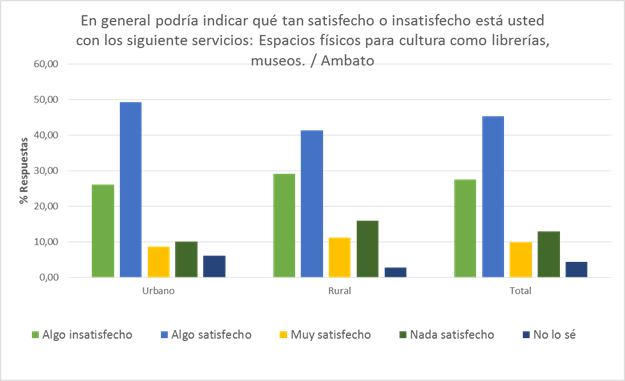 En general podría indicar qué tan satisfecho o insatisfecho está usted
con los siguiente servicios: Espacios físicos para cultura como librerías,
museos. / Ambato
60,00
50,00
40,00
30,00
20,00
10,00
0,00
% Respuestas
Urbano
Rural
Total
Algo insatisfecho
Algo satisfecho
Muy satisfecho
Nada satisfecho
No lo sé